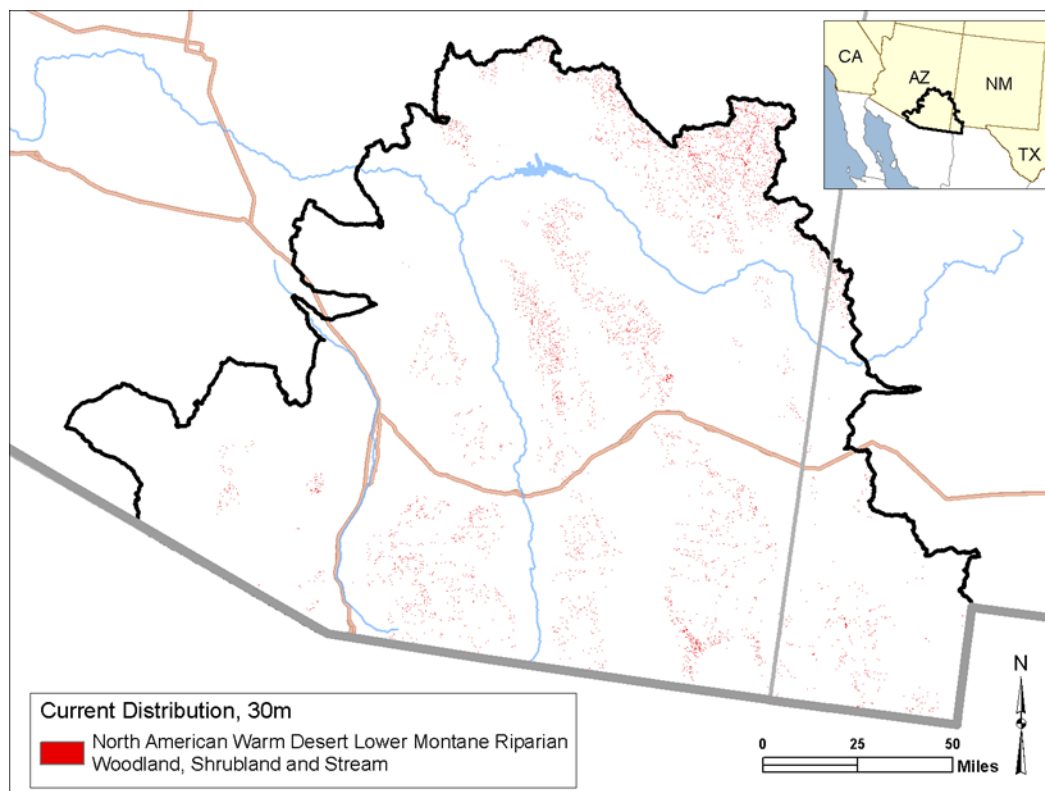 CA
AZ
NM
TX
N
Current Distribution, 30m
North American Warm Desert Lower Montane Riparian
Woodland, Shrubland and Stream
0 25 50
Miles